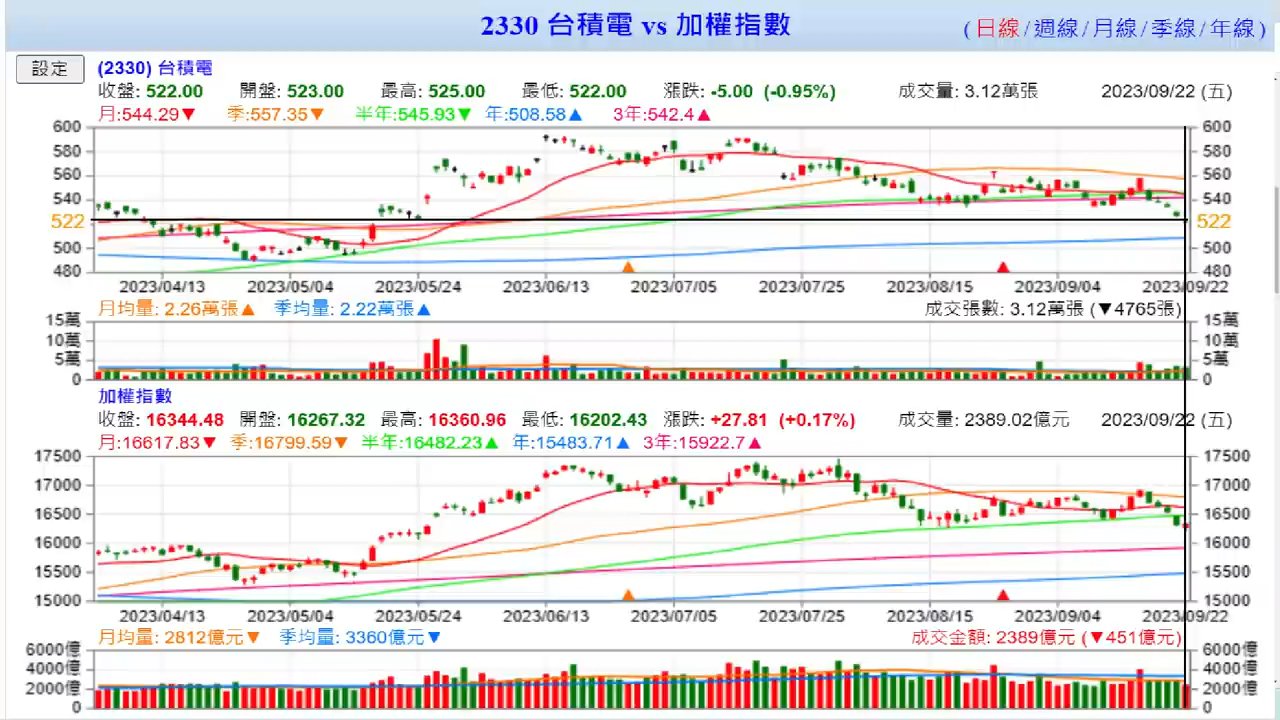 2330 台積電 vs 加權指數
( 日線 / 週線 / 月線 / 季線 / 年線 )
設定
(2330) 台積電
收盤: 522.00 開盤: 523.00 最高: 525.00 最低: 522.00 漲跌: -5.00 (-0.95%) 成交量: 3.12萬張 2023/09/22 (五)
月:544.29▼ 季:557.35▼ 半年:545.93▼ 年:508.58▲ 3年:542.4▲
600 600
580 580
560 560
540 540
522 522
500 500
480 480
2023/04/13 2023/05/04 2023/05/24 2023/06/13 2023/07/05 2023/07/25 2023/08/15 2023/09/04 2023/09/22
月均量: 2.26萬張▲ 季均量: 2.22萬張▲ 成交張數: 3.12萬張 (▼4765張)
15萬 15萬
10萬 10萬
5萬 5萬
0 0
加權指數
收盤: 16344.48 開盤: 16267.32 最高: 16360.96 最低: 16202.43 漲跌: +27.81 (+0.17%) 成交量: 2389.02億元 2023/09/22 (五)
月:16617.83▼ 季:16799.59▼ 半年:16482.23▲ 年:15483.71▲ 3年:15922.7▲
17500 17500
17000 17000
16500 16500
16000 16000
15500 15500
15000 15000
2023/04/13 2023/05/04 2023/05/24 2023/06/13 2023/07/05 2023/07/25 2023/08/15 2023/09/04 2023/09/22
月均量: 2812億元▼ 季均量: 3360億元▼ 成交金額: 2389億元 (▼451億元)
6000億 6000億
4000億 4000億
2000億 2000億
0 0